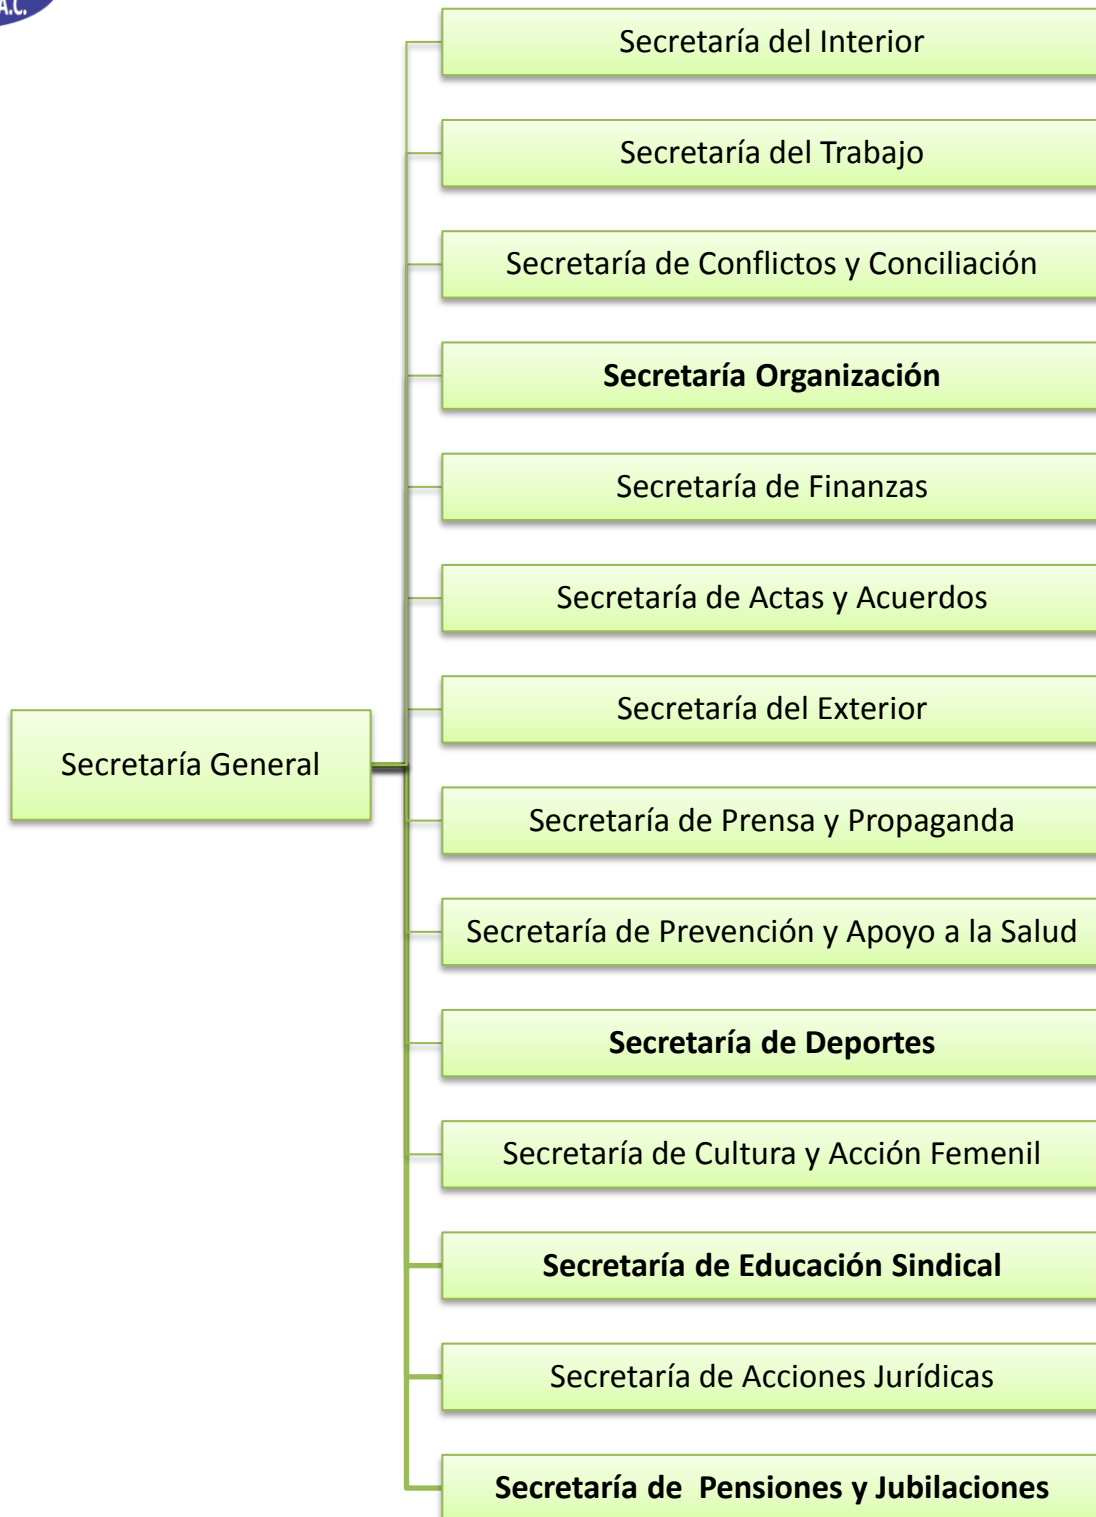 A.C.
Secretaría del Interior
Secretaría del Trabajo
Secretaría de Conflictos y Conciliación
Secretaría Organización
Secretaría de Finanzas
Secretaría de Actas y Acuerdos
Secretaría del Exterior
Secretaría General
Secretaría de Prensa y Propaganda
Secretaría de Prevención y Apoyo a la Salud
Secretaría de Deportes
Secretaría de Cultura y Acción Femenil
Secretaría de Educación Sindical
Secretaría de Acciones Jurídicas
Secretaría de  Pensiones y Jubilaciones